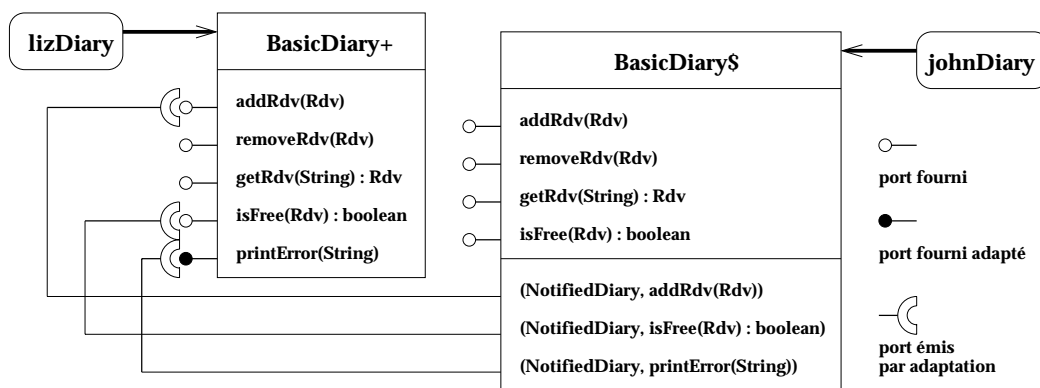 lizDiary
BasicDiary+
addRdv(Rdv)
removeRdv(Rdv)
getRdv(String) : Rdv
isFree(Rdv) : boolean
printError(String)
BasicDiary$
johnDiary
addRdv(Rdv)
removeRdv(Rdv)
getRdv(String) : Rdv
isFree(Rdv) : boolean
(NotifiedDiary, addRdv(Rdv))
(NotifiedDiary, isFree(Rdv) : boolean)
(NotifiedDiary, printError(String))
port fourni
port fourni adapté
port émis
par adaptation